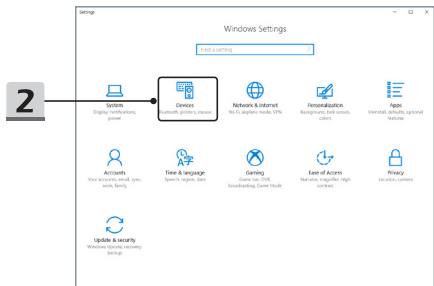 Settings
Windows Settings
Find a setting
2
System
Display, notifications,
power
Devices
Bluetooth, printers, mouse
Network & Internet
Wi-Fi, airplane mode, VPN
Personalization
Background, lock screen,
colors
Apps
Uninstall, defaults, optional
features
Accounts
Your accounts, email, sync,
work, family
Time & language
Speech, region, date
Gaming
Game bar, DVR,
broadcasting, Game Mode
Ease of Access
Narrator, magnifier, high
contrast
Privacy
Location, camera
Update & security
Windows Update, recovery,
backup